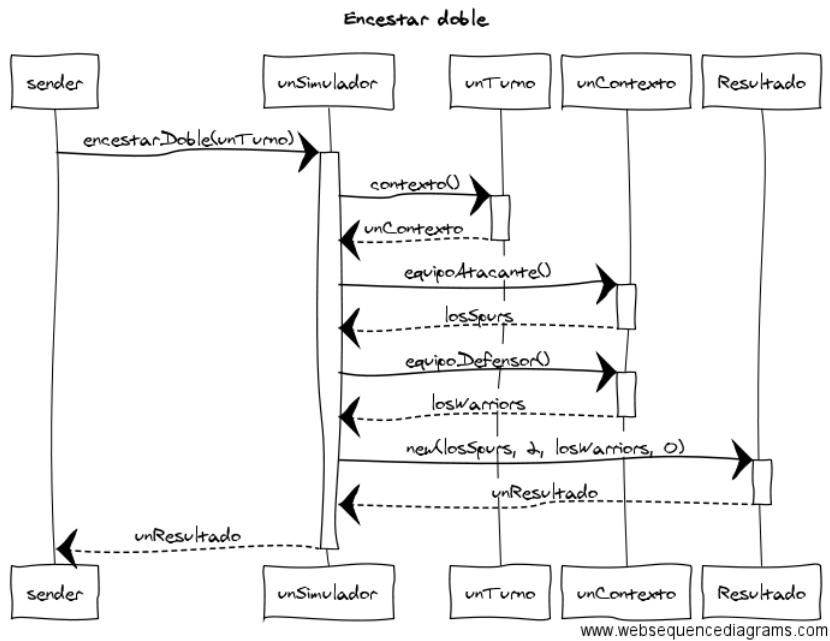 Encestar doble
sender unSimulador unTurno unContexto Resultado
encestarDoble(unTurno)
contexto()
unContexto
equipoAtacante()
losSpurs
equipoDefensor()
losWarriors
new(losSpurs, 2, losWarriors, 0)
unResultado
unResultado
sender unSimulador unTurno unContexto Resultado
www.websequencediagrams.com